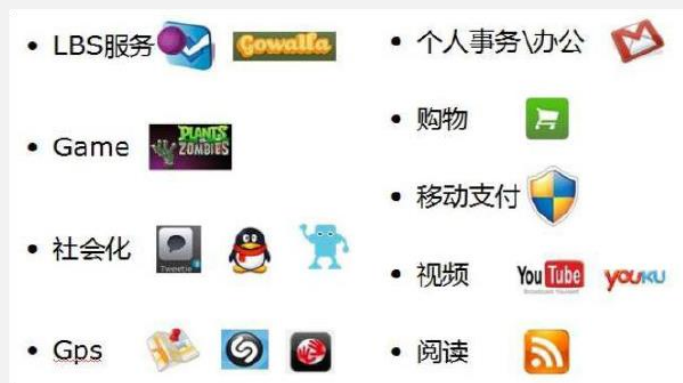 LBS服务
Gowalla
Game
PLANTS
ZOMBIES
社会化
Tweetie
Gps
个人事务\办公
购物
移动支付
视频
YouTube
Broadcast Yourself
YOUKU
阅读